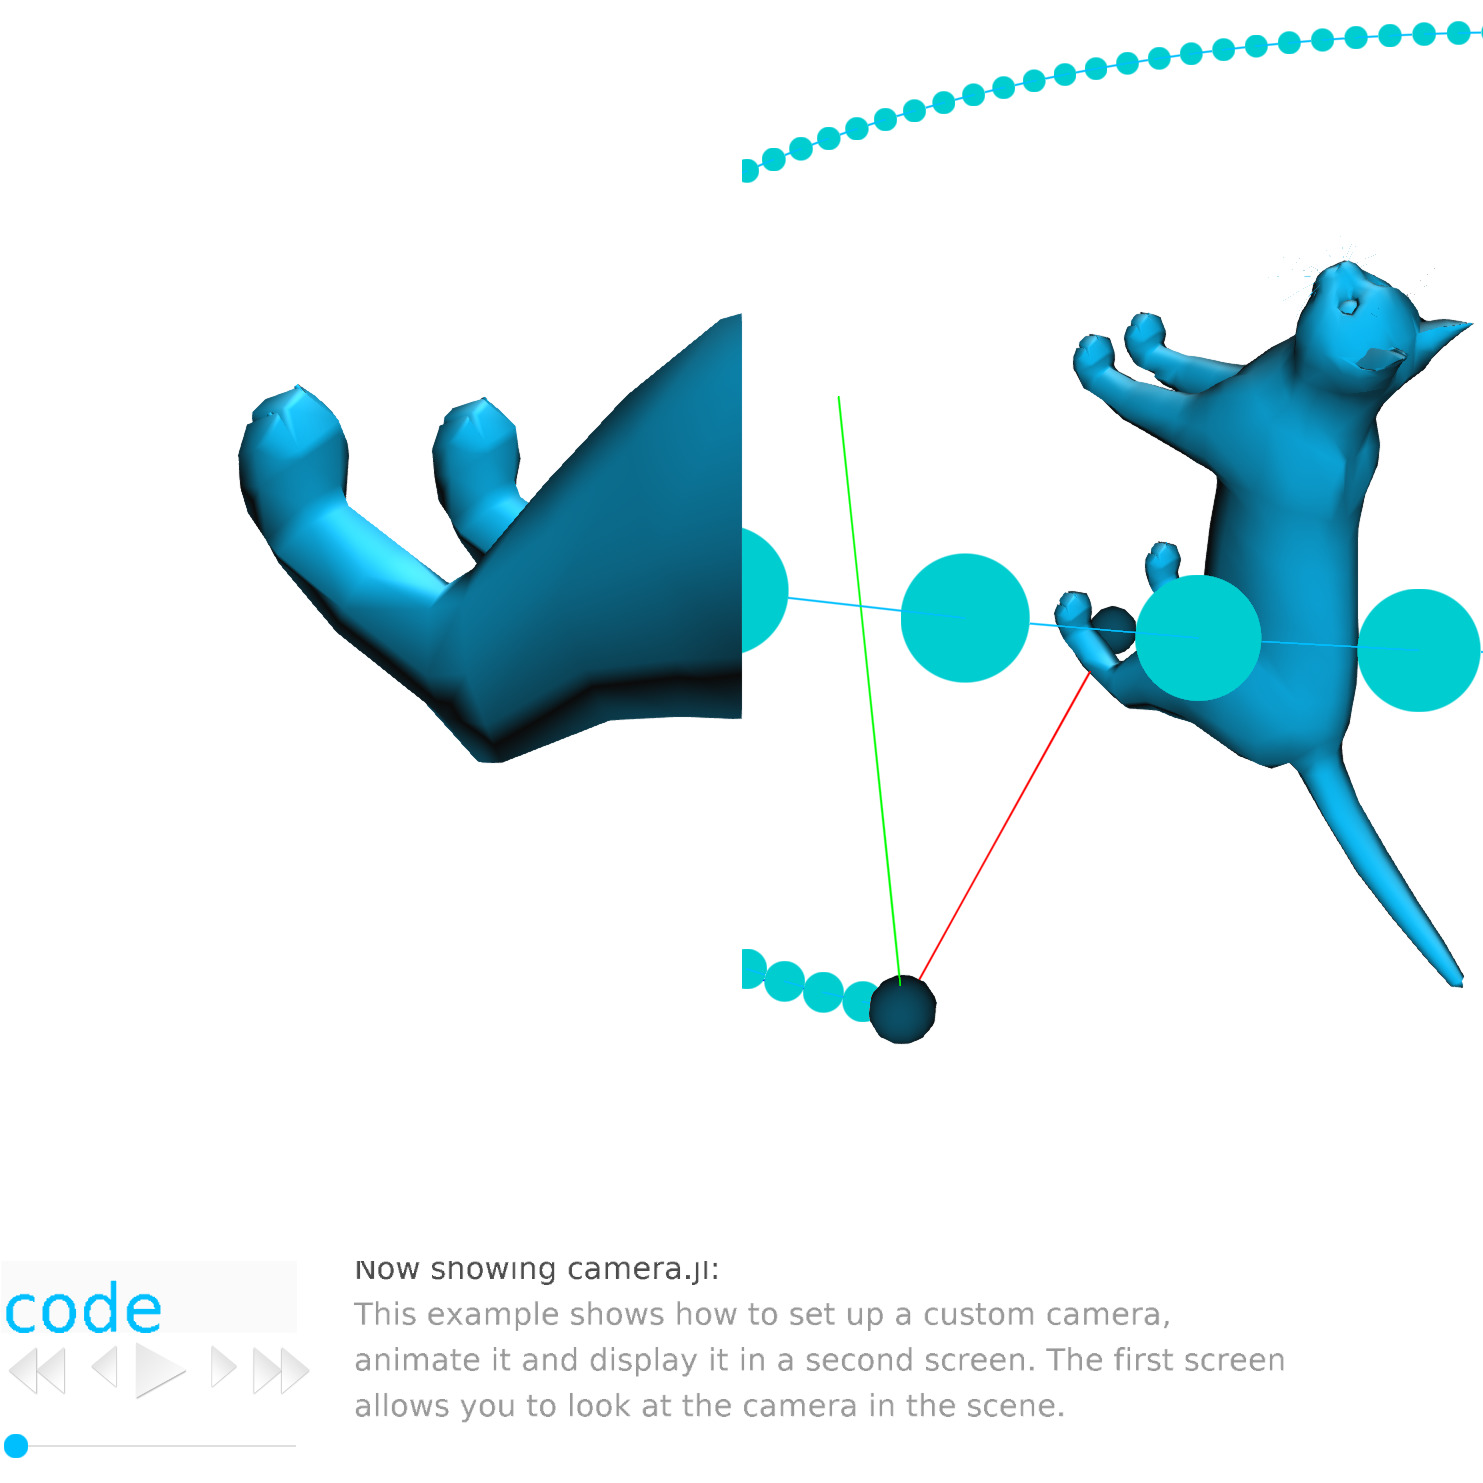 code
Now showing camera.jl:
This example shows how to set up a custom camera,
animate it and display it in a second screen. The first screen
allows you to look at the camera in the scene.